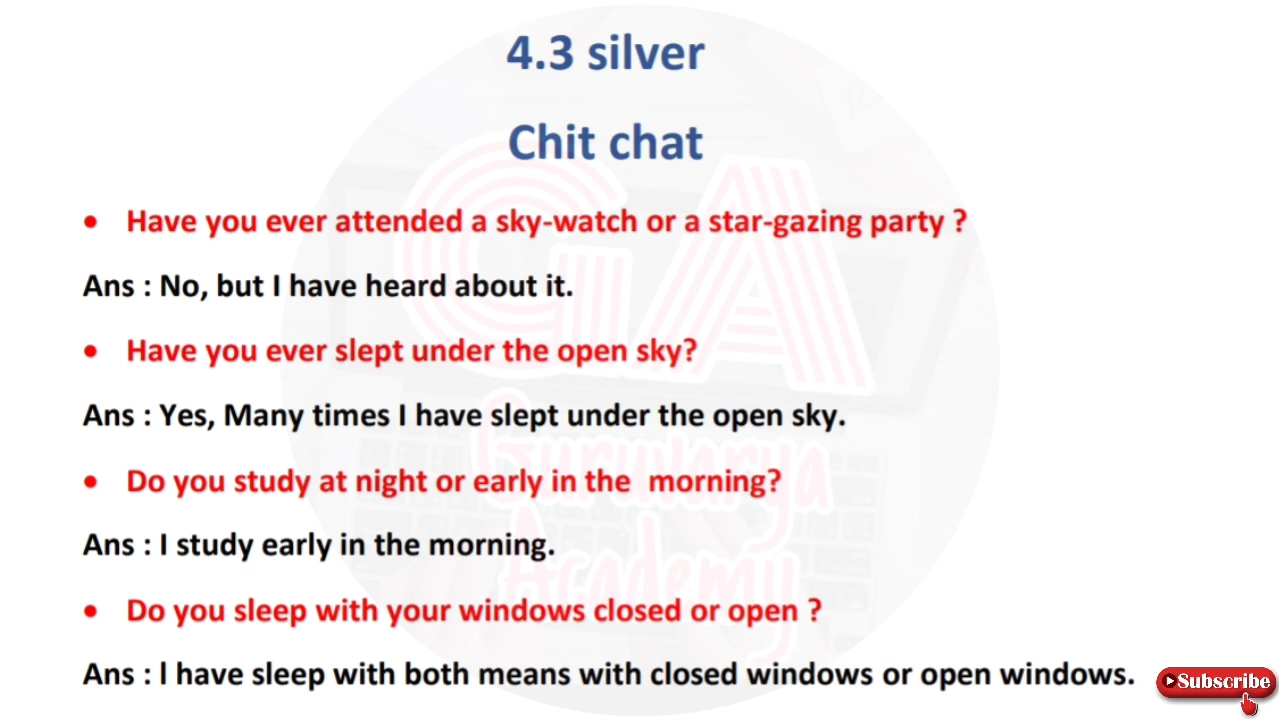 4.3 silver
Chit chat
• Have you ever attended a sky-watch or a star-gazing party ?
Ans : No, but I have heard about it.
• Have you ever slept under the open sky?
Ans : Yes, Many times I have slept under the open sky.
• Do you study at night or early in the  morning?
Ans : I study early in the morning.
• Do you sleep with your windows closed or open ?
Ans : l have sleep with both means with closed windows or open windows.
Subscribe
GA
Guruvarya
Academy